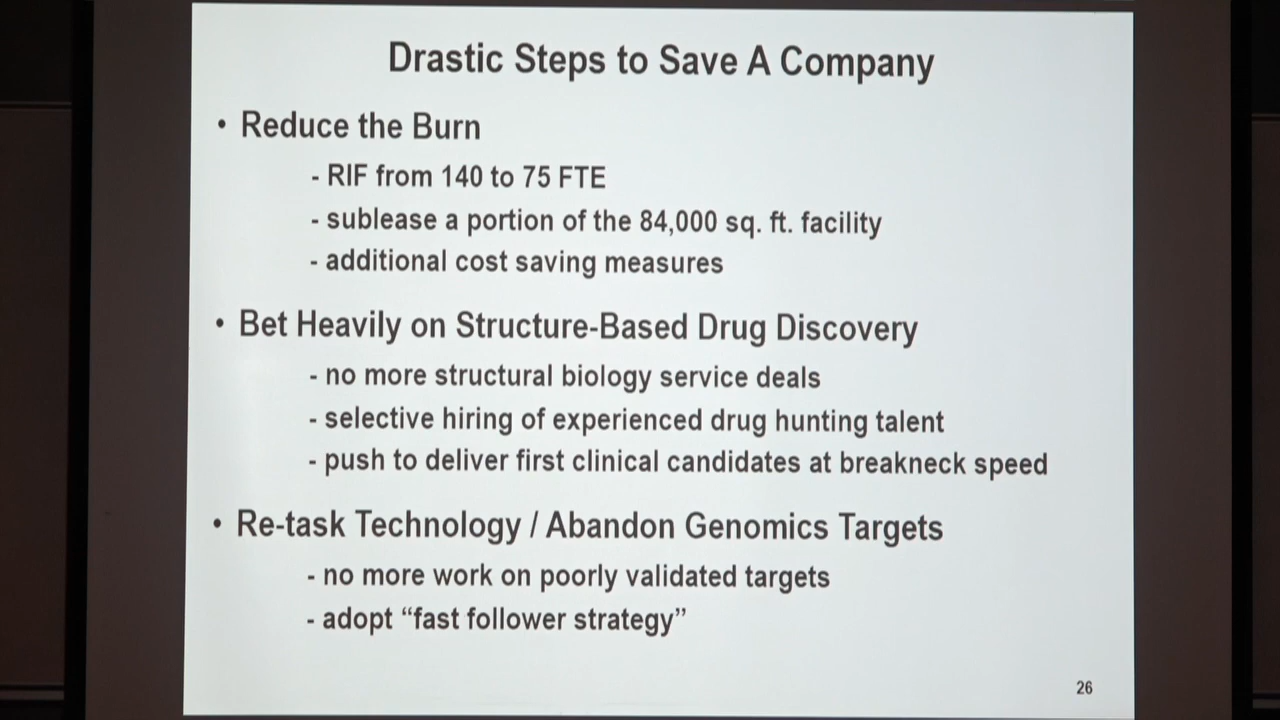 Drastic Steps to Save A Company
• Reduce the Burn
- RIF from 140 to 75 FTE
- sublease a portion of the 84,000 sq. ft. facility
- additional cost saving measures
• Bet Heavily on Structure-Based Drug Discovery
- no more structural biology service deals
- selective hiring of experienced drug hunting talent
- push to deliver first clinical candidates at breakneck speed
• Re-task Technology / Abandon Genomics Targets
- no more work on poorly validated targets
- adopt “fast follower strategy”
26